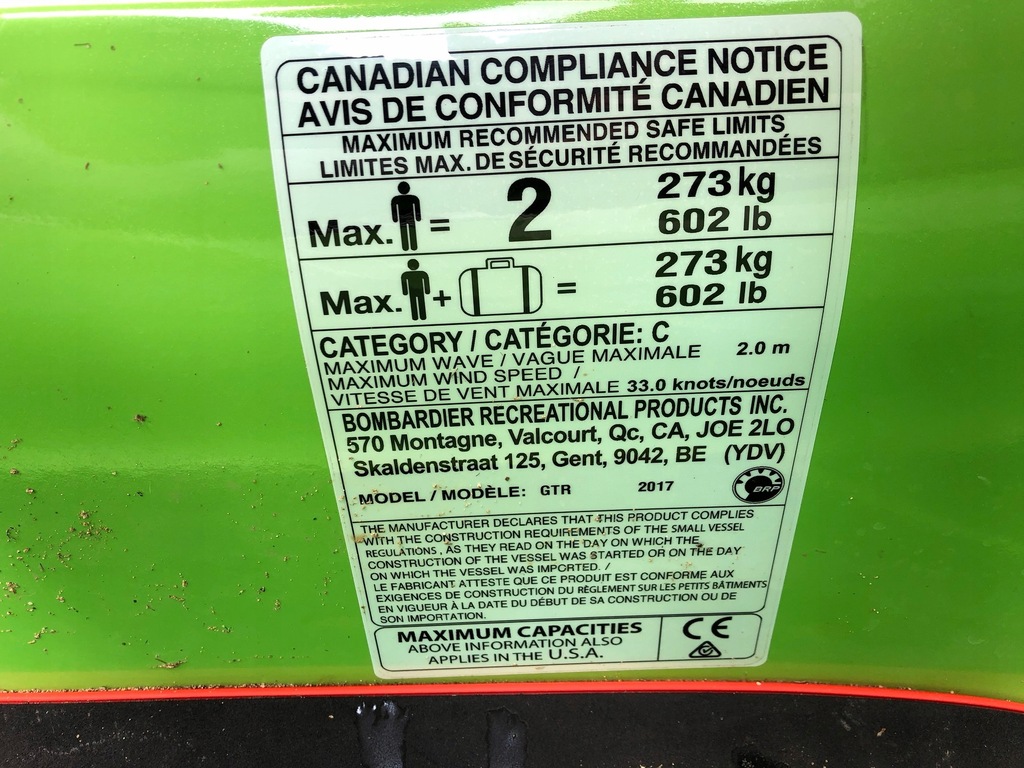 CANADIAN COMPLIANCE NOTICE
AVIS DE CONFORMITÉ CANADIEN
MAXIMUM RECOMMENDED SAFE LIMITS
LIMITES MAX. DE SÉCURITÉ RECOMMANDÉES
Max. = 2 273 kg
602 lb
Max. + = 273 kg
602 lb
CATEGORY / CATÉGORIE: C
MAXIMUM WAVE / VAGUE MAXIMALE 2.0 m
MAXIMUM WIND SPEED /
VITESSE DE VENT MAXIMALE 33.0 knots/noeuds
BOMBARDIER RECREATIONAL PRODUCTS INC.
570 Montagne, Valcourt, Qc, CA, JOE 2LO
Skaldenstraat 125, Gent, 9042, BE (YDV)
MODEL / MODÈLE: GTR 2017
BRP
THE MANUFACTURER DECLARES THAT THIS PRODUCT COMPLIES
WITH THE CONSTRUCTION REQUIREMENTS OF THE SMALL VESSEL
REGULATIONS, AS THEY READ ON THE DAY ON WHICH THE
CONSTRUCTION OF THE VESSEL WAS STARTED OR ON THE DAY
ON WHICH THE VESSEL WAS IMPORTED. /
LE FABRICANT ATTESTE QUE CE PRODUIT EST CONFORME AUX
EXIGENCES DE CONSTRUCTION DU RÈGLEMENT SUR LES PETITS BÂTIMENTS
EN VIGUEUR À LA DATE DU DÉBUT DE SA CONSTRUCTION OU DE
SON IMPORTATION.
MAXIMUM CAPACITIES
ABOVE INFORMATION ALSO
APPLIES IN THE U.S.A.
CE